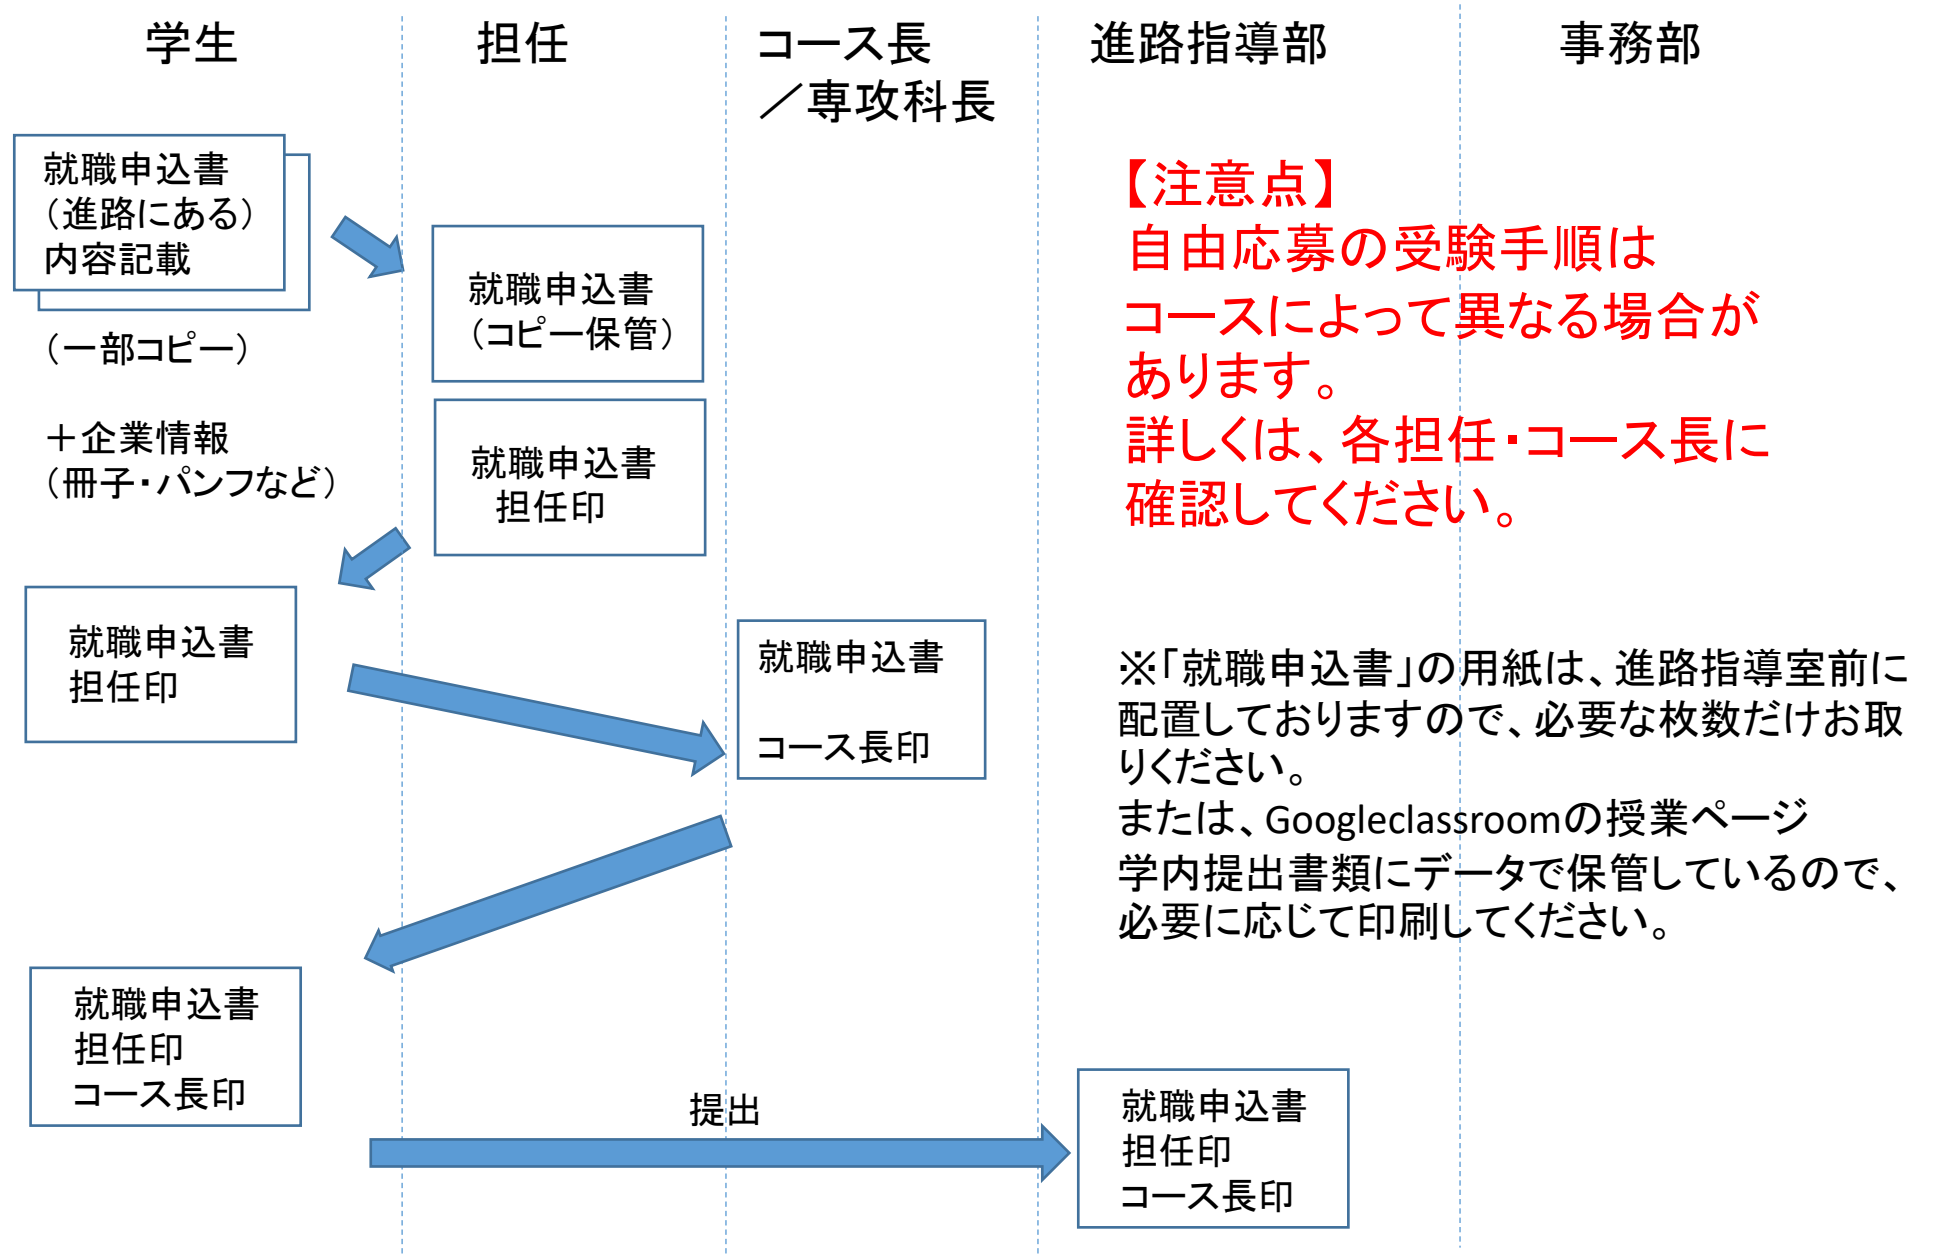 学生
担任
コース長
／専攻科長
進路指導部
事務部
就職申込書
（進路にある）
内容記載
（一部コピー）
＋企業情報
（冊子・パンフなど）
就職申込書
（コピー保管）
就職申込書
担任印
【注意点】
自由応募の受験手順は
コースによって異なる場合が
あります。
詳しくは、各担任・コース長に
確認してください。
就職申込書
担任印
就職申込書
コース長印
※「就職申込書」の用紙は、進路指導室前に
配置しておりますので、必要な枚数だけお取
りください。
または、Googleclassroomの授業ページ
学内提出書類にデータで保管しているので、
必要に応じて印刷してください。
就職申込書
担任印
コース長印
提出
就職申込書
担任印
コース長印